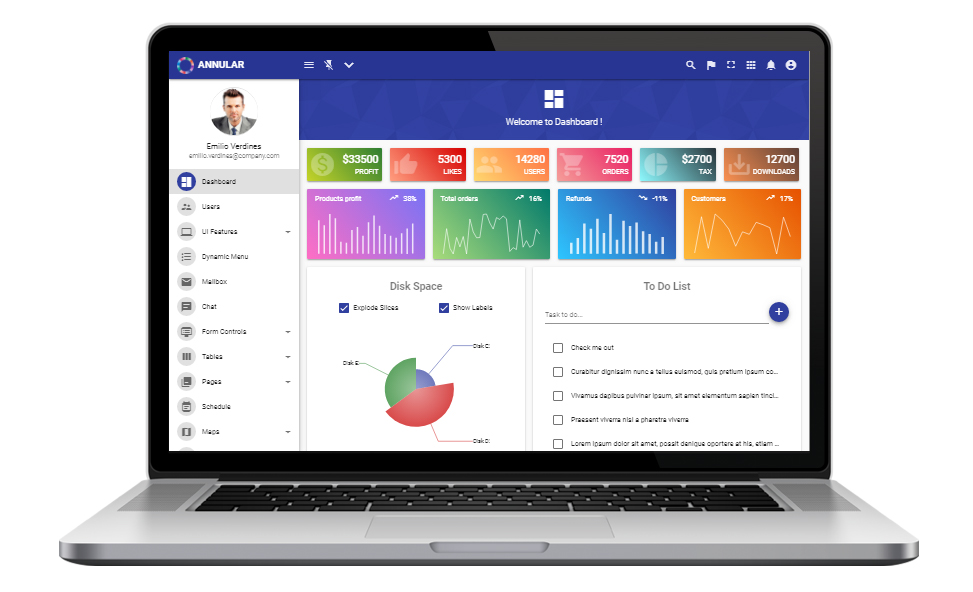 ANNULAR
Emilio Verdines
emilio.verdines@company.com
Dashboard
Users
UI Features
Dynamic Menu
Mailbox
Chat
Form Controls
Tables
Pages
Schedule
Maps
Welcome to Dashboard !
$33500
PROFIT
5300
LIKES
14280
USERS
7520
ORDERS
$2700
TAX
12700
DOWNLOADS
Products profit 38%
Total orders 16%
Refunds -11%
Customers 17%
Disk Space
Explode Slices
Show Labels
Disk C:
Disk E:
Disk D:
To Do List
Task to do...
Check me out
Curabitur dignissim nunc a tellus euismod, quis pretium ipsum co...
Vivamus dapibus pulvinar ipsum, sit amet elementum sapien tinci...
Praesent viverra nisi a pharetra viverra
Lorem ipsum dolor sit amet, possit denique oportere at his, etiam ...